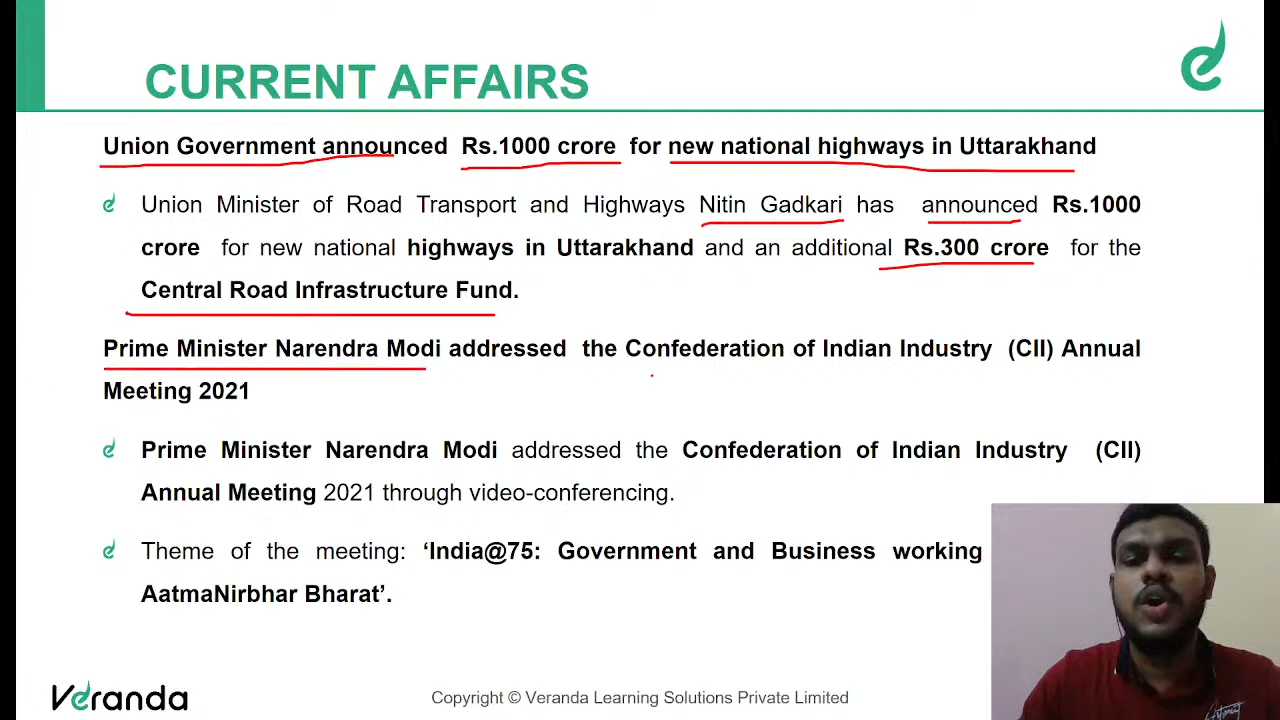 CURRENT AFFAIRS
Union Government announced Rs.1000 crore for new national highways in Uttarakhand
Union Minister of Road Transport and Highways Nitin Gadkari has announced Rs.1000
crore for new national highways in Uttarakhand and an additional Rs.300 crore for the
Central Road Infrastructure Fund.
Prime Minister Narendra Modi addressed the Confederation of Indian Industry (CII) Annual
Meeting 2021
Prime Minister Narendra Modi addressed the Confederation of Indian Industry (CII)
Annual Meeting 2021 through video-conferencing.
Theme of the meeting: ‘India@75: Government and Business working
AatmaNirbhar Bharat’.
Veranda
Copyright © Veranda Learning Solutions Private Limited